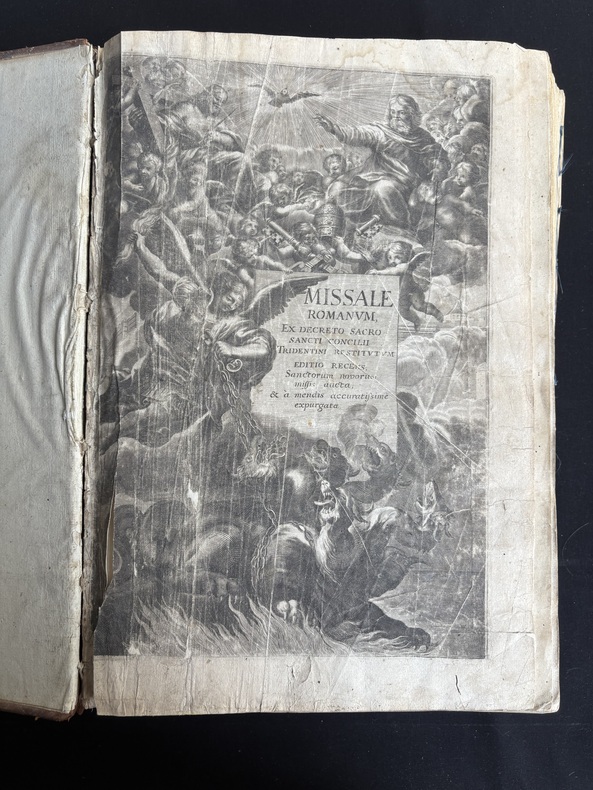 MISSALE
ROMANVM,
EX DECRETO SACRO
SANCTI CONCILII
TRIDENTINI RESTITVTVM
EDITIO RECENS,
Sanctorum novorum
missis aucta,
& a mendis accuratissime
expurgata